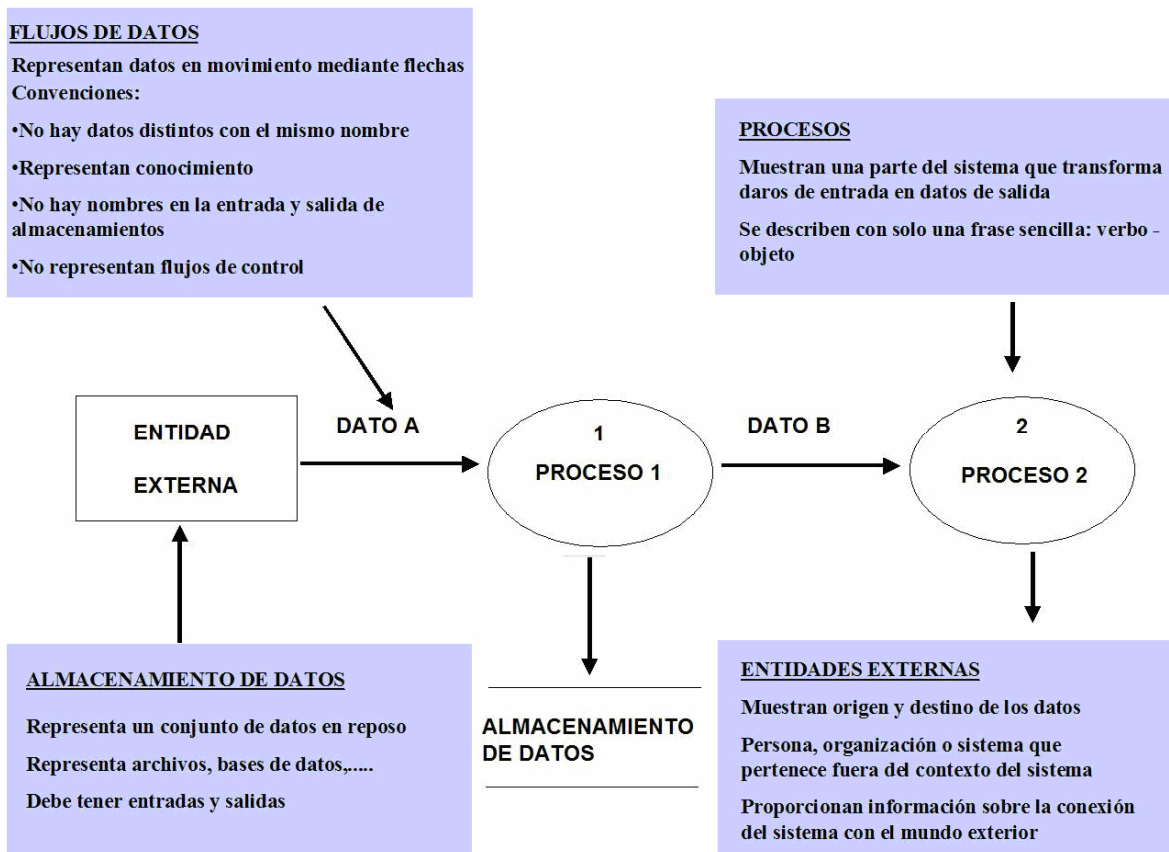 FLUJOS DE DATOS
Representan datos en movimiento mediante flechas
Convenciones:
•No hay datos distintos con el mismo nombre
•Representan conocimiento
•No hay nombres en la entrada y salida de
almacenamientos
•No representan flujos de control
PROCESOS
Muestran una parte del sistema que transforma
daros de entrada en datos de salida
Se describen con solo una frase sencilla: verbo -
objeto
ENTIDAD
EXTERNA
DATO A
1
PROCESO 1
DATO B
2
PROCESO 2
ALMACENAMIENTO DE DATOS
Representa un conjunto de datos en reposo
Representa archivos, bases de datos,.....
Debe tener entradas y salidas
ALMACENAMIENTO
DE DATOS
ENTIDADES EXTERNAS
Muestran origen y destino de los datos
Persona, organización o sistema que
pertenece fuera del contexto del sistema
Proporcionan información sobre la conexión
del sistema con el mundo exterior